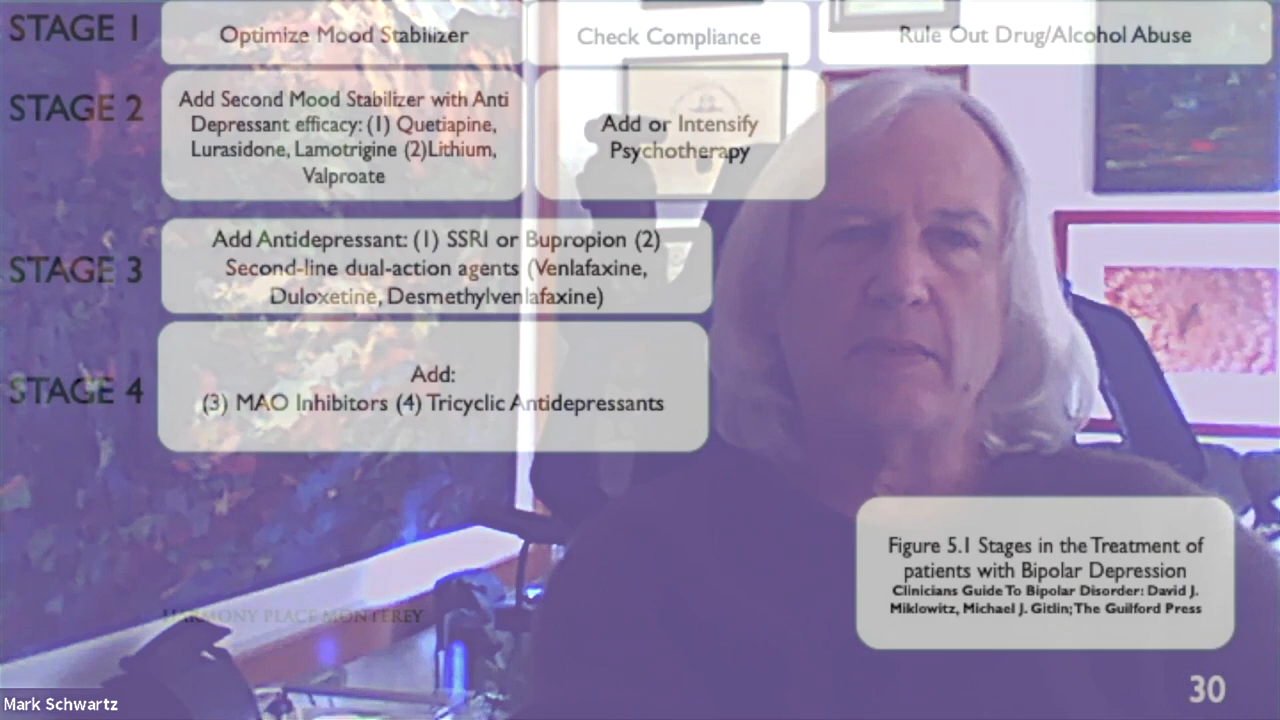 STAGE 1
Optimize Mood Stabilizer
Check Compliance
Rule Out Drug/Alcohol Abuse
STAGE 2
Add Second Mood Stabilizer with Anti
Depressant efficacy: (1) Quetiapine,
Lurasidone, Lamotrigine (2)Lithium,
Valproate
Add or Intensify
Psychotherapy
STAGE 3
Add Antidepressant: (1) SSRI or Bupropion (2)
Second-line dual-action agents (Venlafaxine,
Duloxetine, Desmethylvenlafaxine)
STAGE 4
Add:
(3) MAO Inhibitors (4) Tricyclic Antidepressants
Figure 5.1 Stages in the Treatment of
patients with Bipolar Depression
Clinicians Guide To Bipolar Disorder: David J.
Miklowitz, Michael J. Gitlin; The Guilford Press
HARMONY PLACE MONTEREY
30
Mark Schwartz